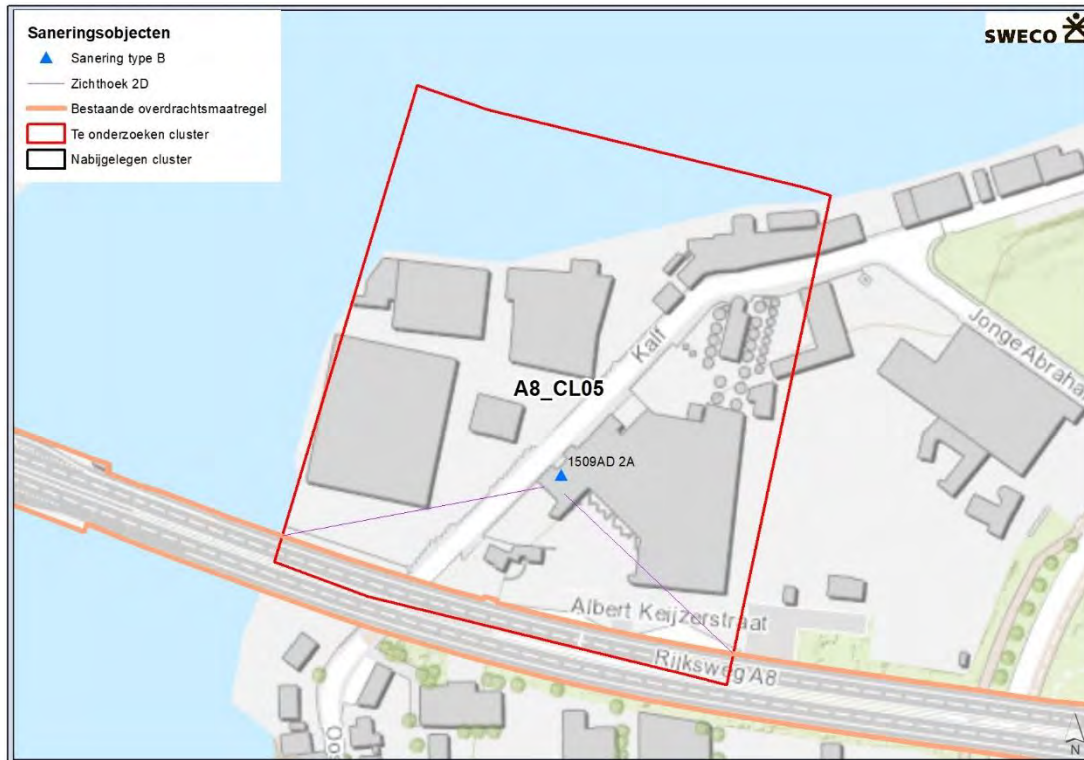 Saneringsobjecten
Sanering type B
Zichthoek 2D
Bestaande overdrachtsmaatregel
Te onderzoeken cluster
Nabijgelegen cluster
SWECO
Kalf
Jonge Abraha
A8_CL05
1509AD 2A
Albert Keijzerstraat
Rijksweg A8
Oos
N